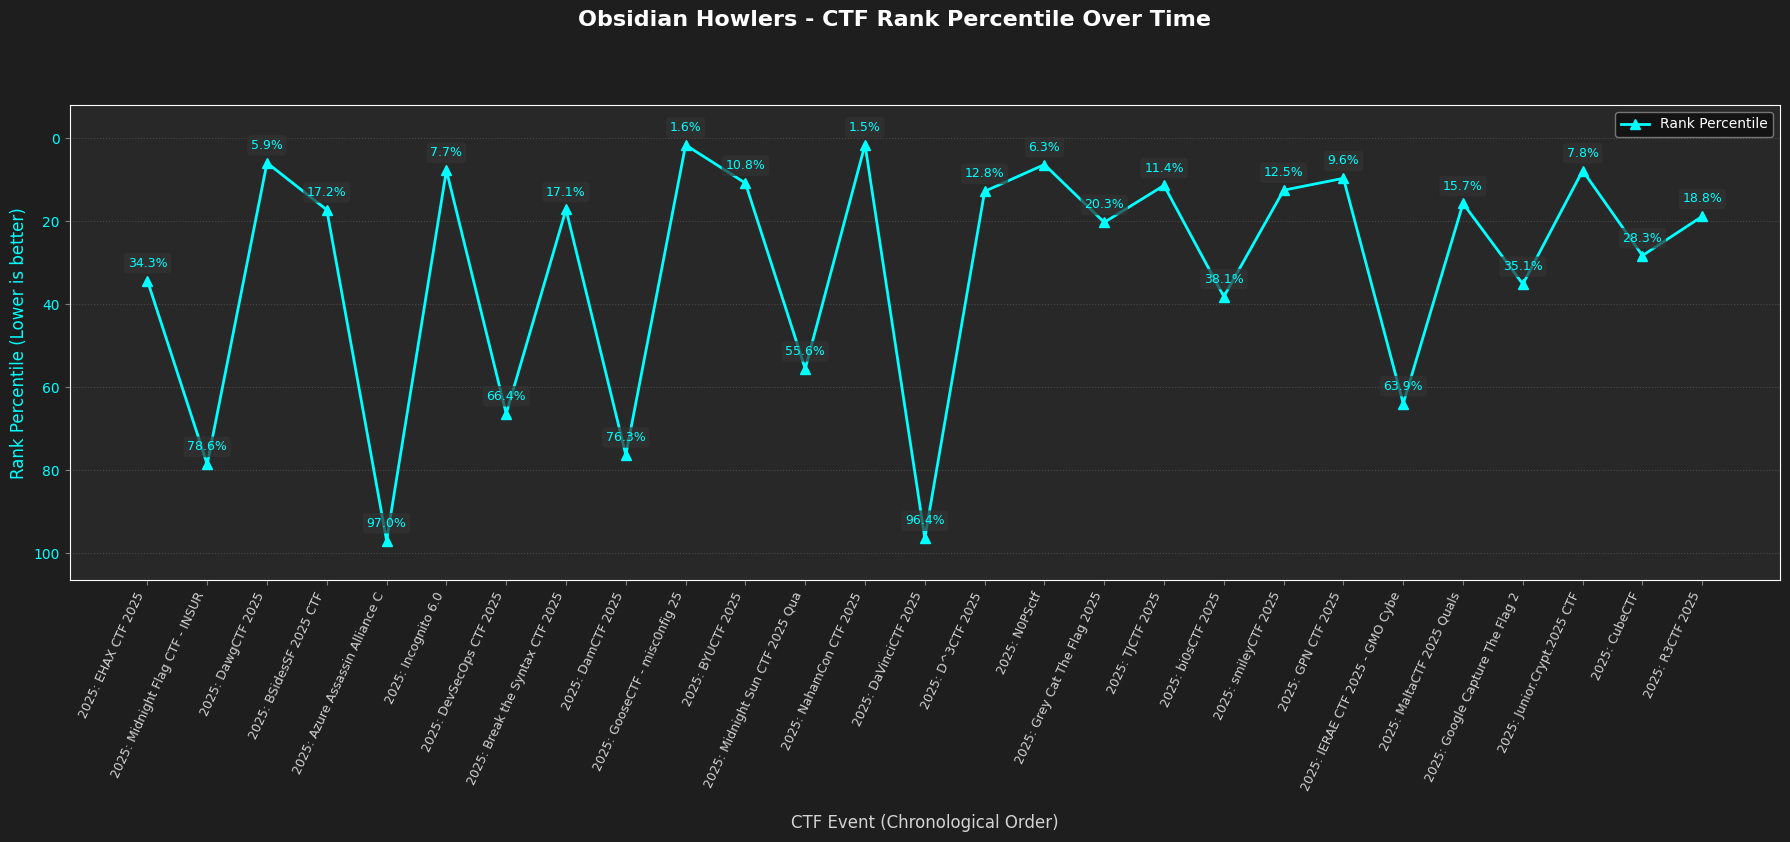 Obsidian Howlers - CTF Rank Percentile Over Time
Rank Percentile
Rank Percentile (Lower is better)
0
20
40
60
80
100
34.3%
78.6%
5.9%
17.2%
97.0%
7.7%
66.4%
17.1%
76.3%
1.6%
10.8%
55.6%
1.5%
96.4%
12.8%
6.3%
20.3%
11.4%
38.1%
12.5%
9.6%
63.9%
15.7%
35.1%
7.8%
28.3%
18.8%
2025: EHAX CTF 2025
2025: Midnight Flag CTF - INSUR
2025: DawgCTF 2025
2025: BSidesSF 2025 CTF
2025: Azure Assassin Alliance C
2025: Incognito 6.0
2025: DevSecOps CTF 2025
2025: Break the Syntax CTF 2025
2025: DamCTF 2025
2025: GooseCTF - misc0nfig 25
2025: BYUCTF 2025
2025: Midnight Sun CTF 2025 Qua
2025: NahamCon CTF 2025
2025: DaVinciCTF 2025
2025: D^3CTF 2025
2025: N0PSctf
2025: Grey Cat The Flag 2025
2025: TJCTF 2025
2025: bi0sCTF 2025
2025: smileyCTF 2025
2025: GPN CTF 2025
2025: IERAE CTF 2025 - GMO Cybe
2025: MaltaCTF 2025 Quals
2025: Google Capture The Flag 2
2025: Junior.Crypt.2025 CTF
2025: CubeCTF
2025: R3CTF 2025
CTF Event (Chronological Order)